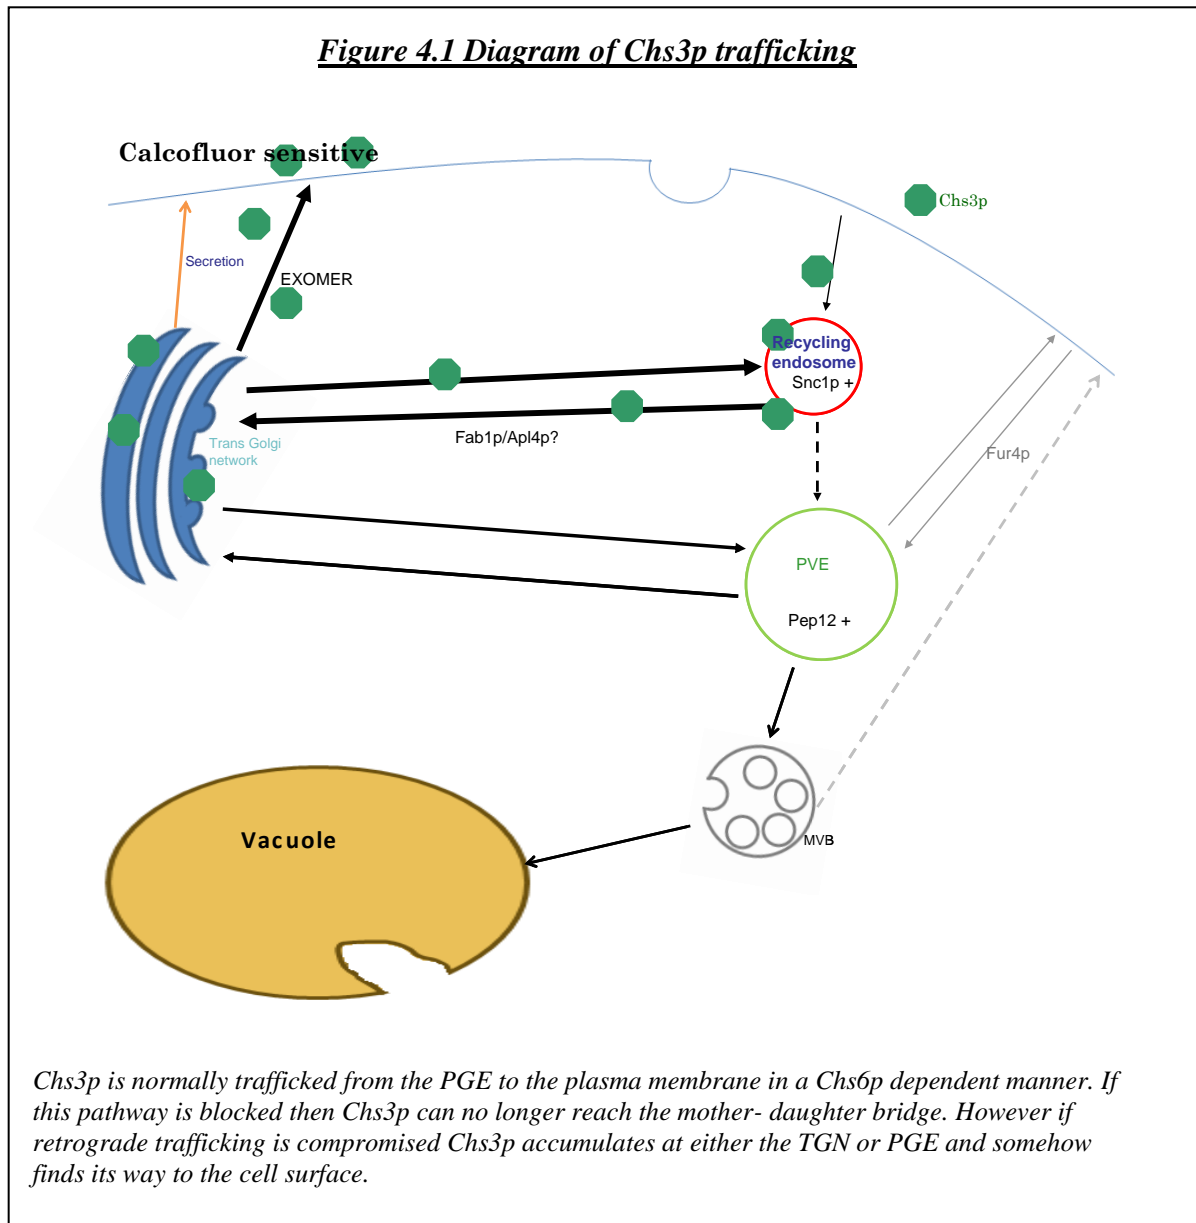 Figure 4.1 Diagram of Chs3p trafficking
Calcofluor sensitive
Chs3p
Secretion
EXOMER
Recycling
endosome
Snc1p +
Fab1p/Apl4p?
Trans Golgi
network
Fur4p
PVE
Pep12 +
MVB
Vacuole
Chs3p is normally trafficked from the PGE to the plasma membrane in a Chs6p dependent manner. If
this pathway is blocked then Chs3p can no longer reach the mother- daughter bridge. However if
retrograde trafficking is compromised Chs3p accumulates at either the TGN or PGE and somehow
finds its way to the cell surface.